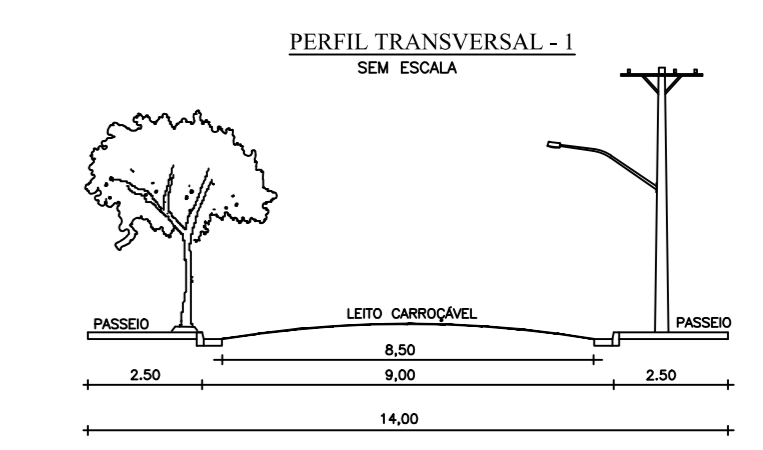 PERFIL TRANSVERSAL - 1
SEM ESCALA
LEITO CARROÇÁVEL
PASSEIO
PASSEIO
8,50
2.50
9,00
2.50
14,00